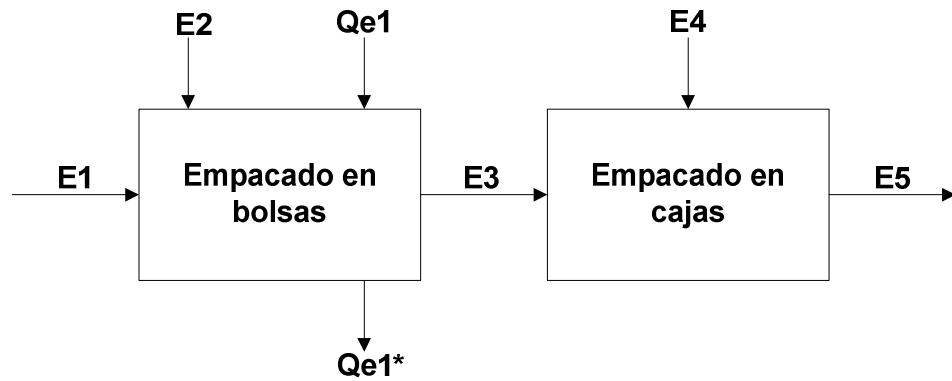 E2
Qe1
E4
E1
Empacado en
bolsas
E3
Empacado en
cajas
E5
Qe1*